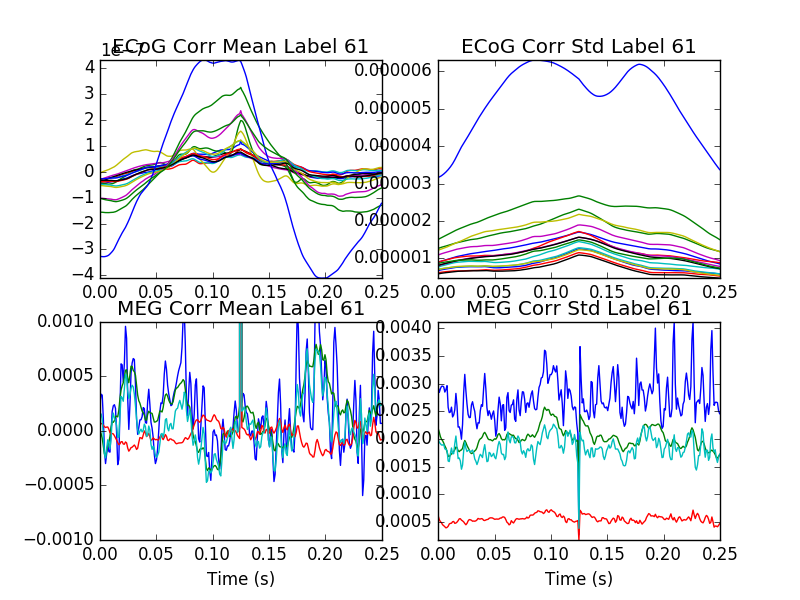 ECoG Corr Mean Label 61
1e−7
4
3
2
1
0
−1
−2
−3
−4
0.00 0.05 0.10 0.15 0.20 0.25
ECoG Corr Std Label 61
0.000006
0.000005
0.000004
0.000003
0.000002
0.000001
0.00 0.05 0.10 0.15 0.20 0.25
MEG Corr Mean Label 61
0.0010
0.0005
0.0000
−0.0005
−0.0010
0.00 0.05 0.10 0.15 0.20 0.25
Time (s)
MEG Corr Std Label 61
0.0040
0.0035
0.0030
0.0025
0.0020
0.0015
0.0010
0.0005
0.00 0.05 0.10 0.15 0.20 0.25
Time (s)